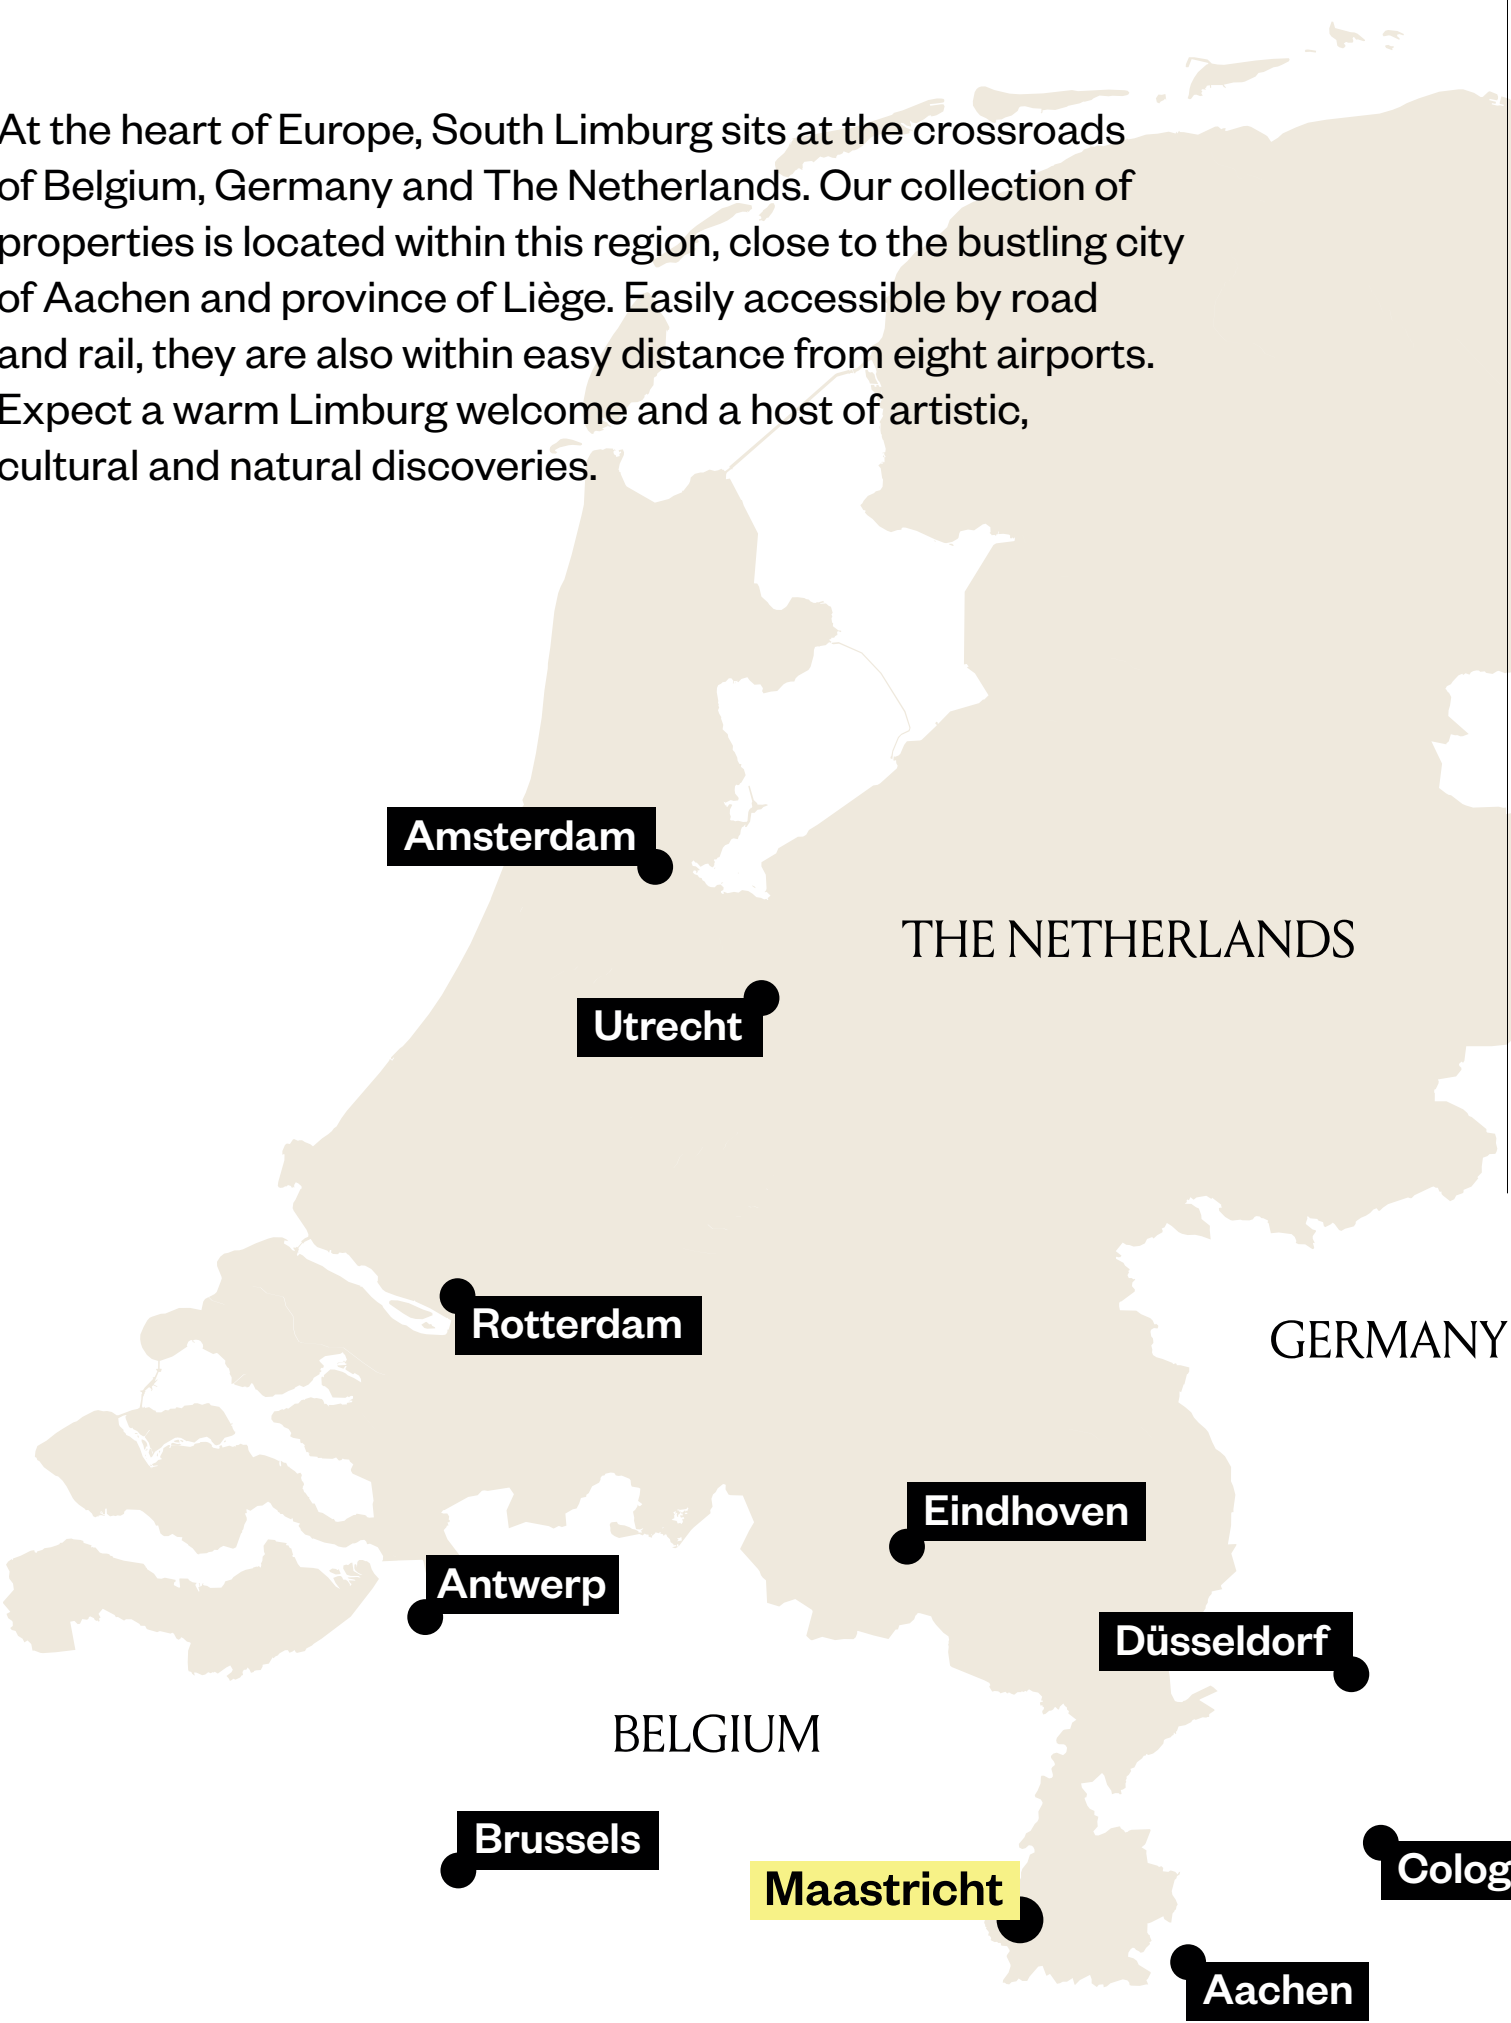 At the heart of Europe, South Limburg sits at the crossroads
of Belgium, Germany and The Netherlands. Our collection of
properties is located within this region, close to the bustling city
of Aachen and province of Liège. Easily accessible by road
and rail, they are also within easy distance from eight airports.
Expect a warm Limburg welcome and a host of artistic,
cultural and natural discoveries.
Amsterdam
THE NETHERLANDS
Utrecht
Rotterdam
GERMANY
Eindhoven
Antwerp
Düsseldorf
BELGIUM
Brussels
Colog
Maastricht
Aachen